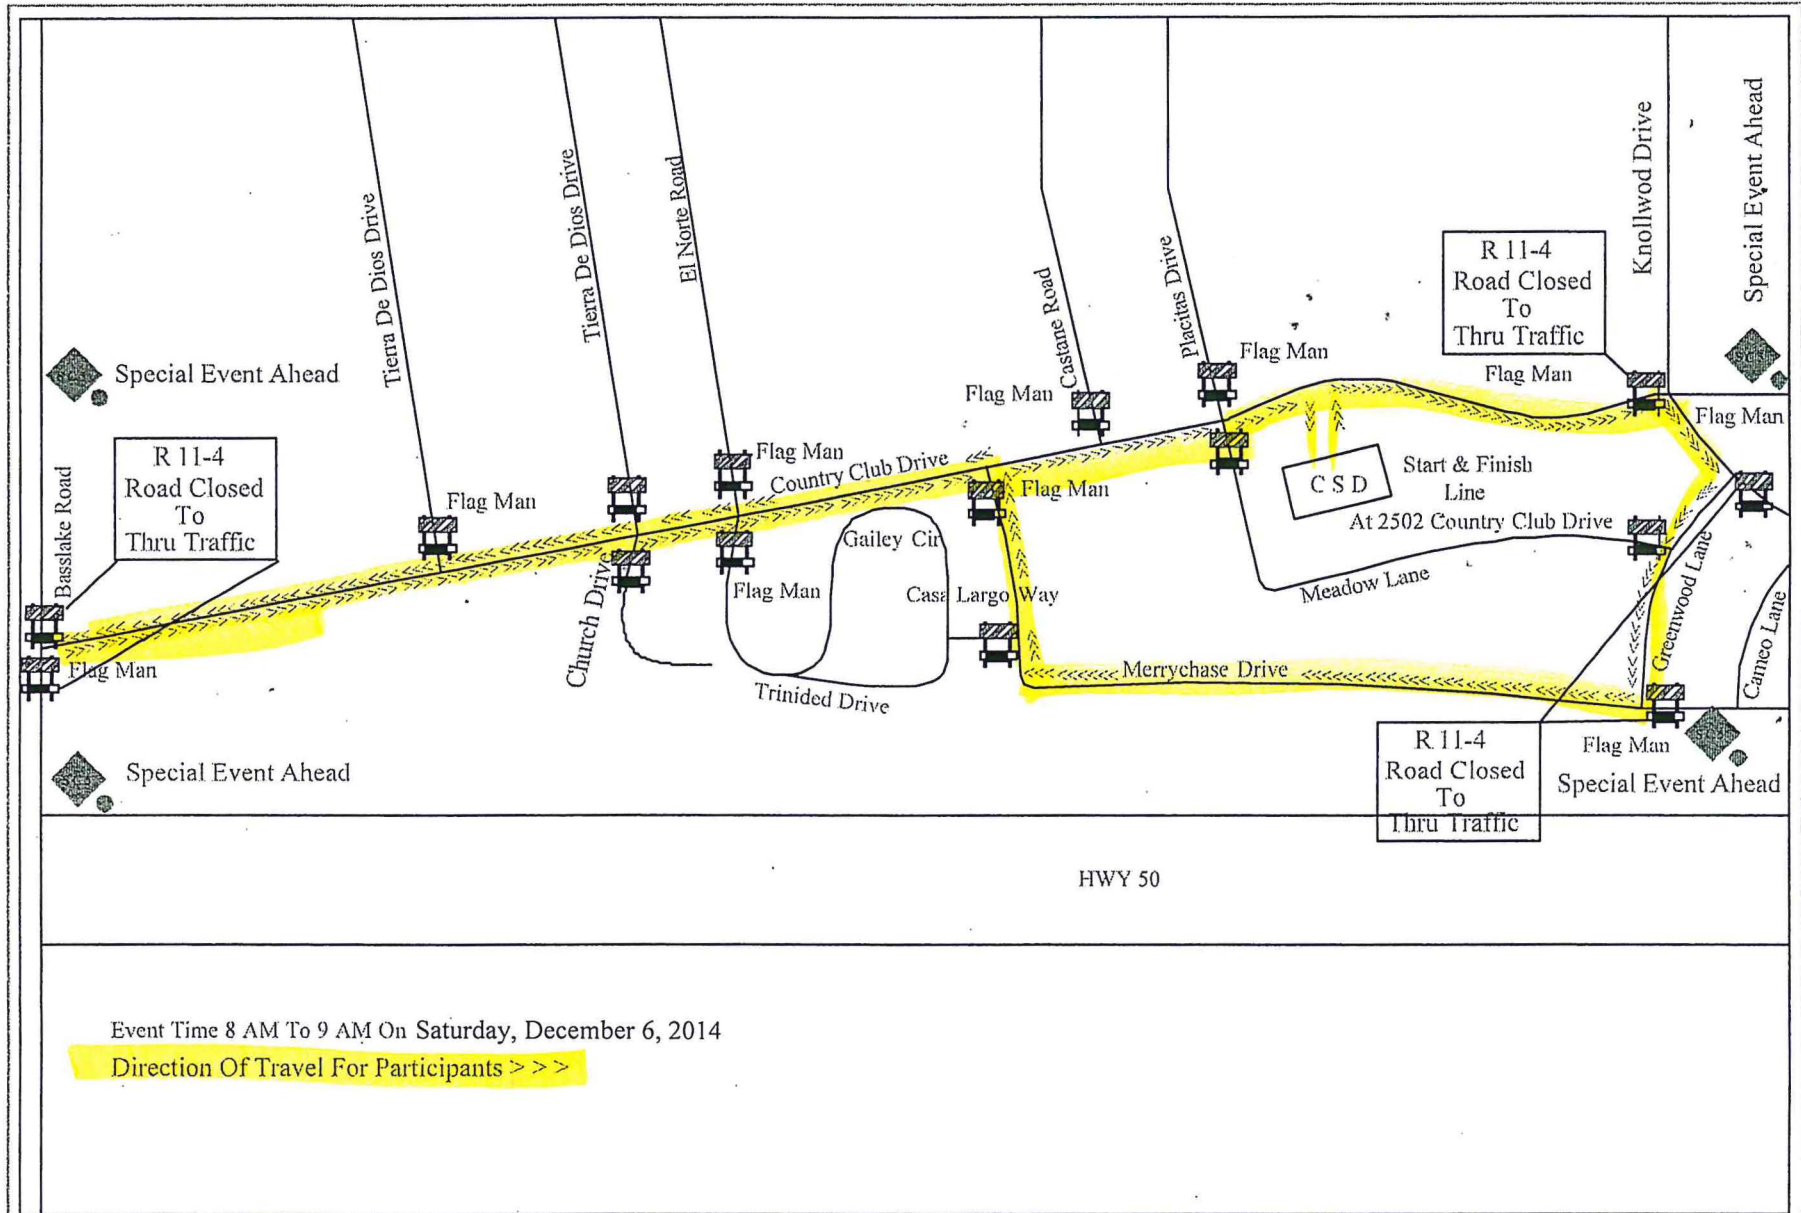 Tierra De Dios Drive
Tierra De Dios Drive
El Norte Road
Castane Road
Placitas Drive
Knollwod Drive
Special Event Ahead
R 11-4
Road Closed
To
Thru Traffic
Flag Man
Flag Man
Flag Man
Flag Man
SCS
Special Event Ahead
SCS
R 11-4
Road Closed
To
Thru Traffic
Basslake Road
Flag Man
Flag Man
Country Club Drive
Flag Man
C S D
Start & Finish
Line
At 2502 Country Club Drive
Gailey Cir
Church Drive
Flag Man
Casa Largo Way
Meadow Lane
Greenwood Lane
Cameo Lane
Flag Man
Merrychase Drive
Trinided Drive
R 11-4
Road Closed
To
Thru Traffic
Flag Man
SCS
Special Event Ahead
SCS
Special Event Ahead
HWY 50
Event Time 8 AM To 9 AM On Saturday, December 6, 2014
Direction Of Travel For Participants > > >